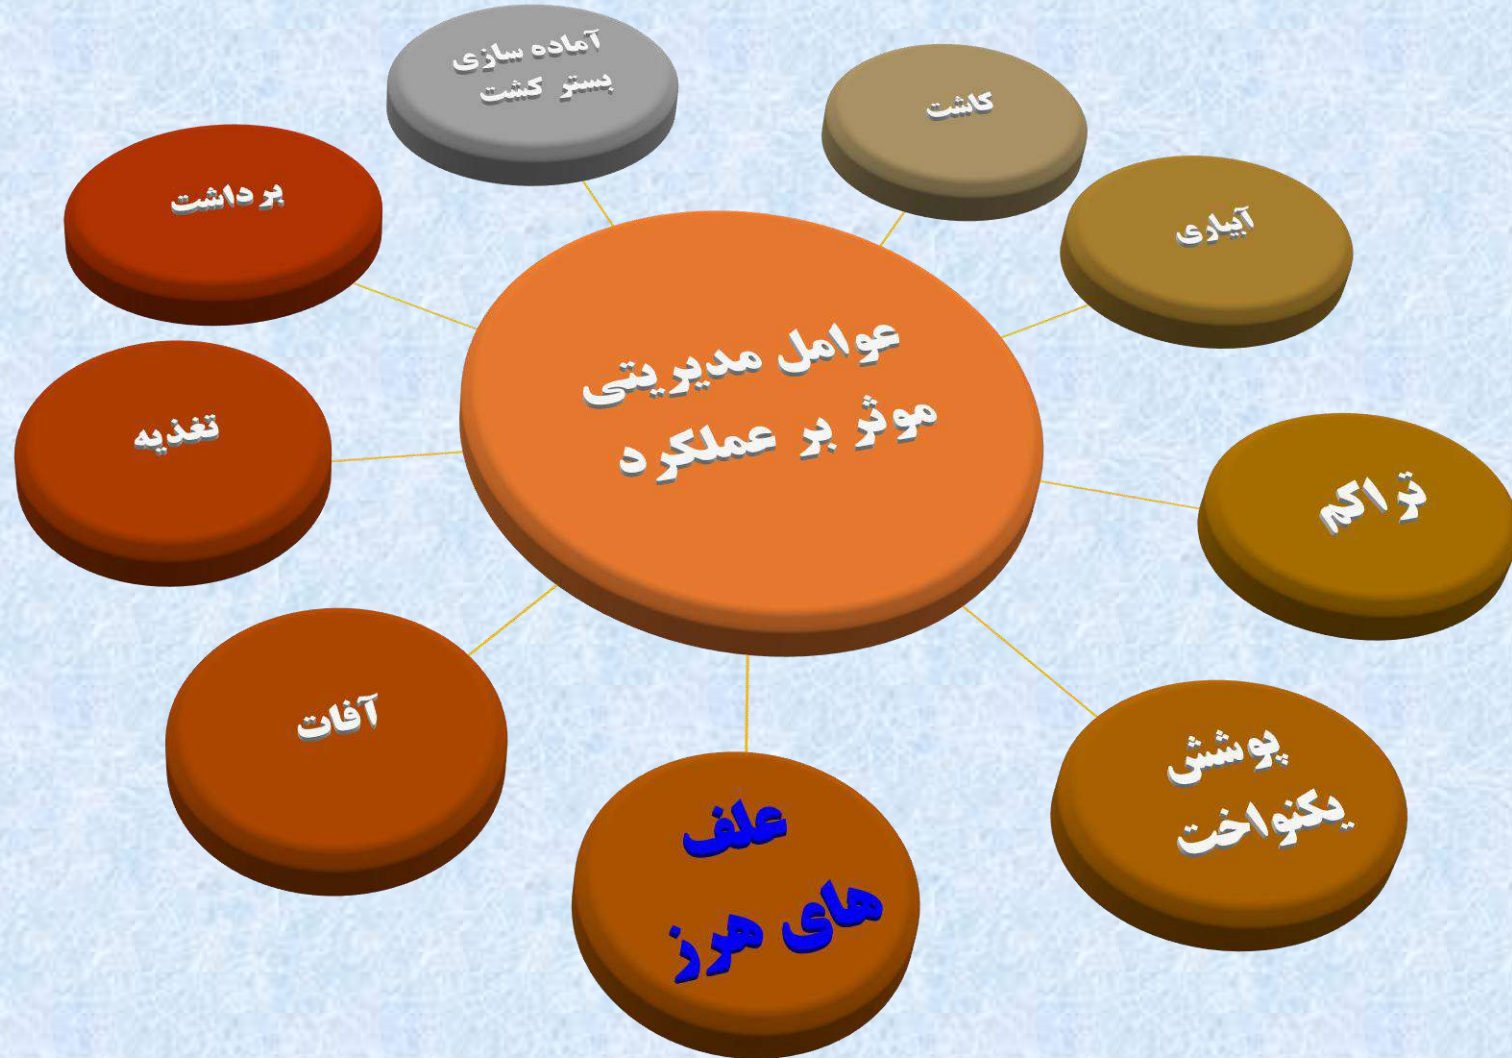 آماده سازی
بستر کشت
کاشت
آبیاری
تراکم
پوشش
یکنواخت
علف
های هرز
آفات
تغذیه
برداشت
عوامل مدیریتی
موثر بر عملکرد